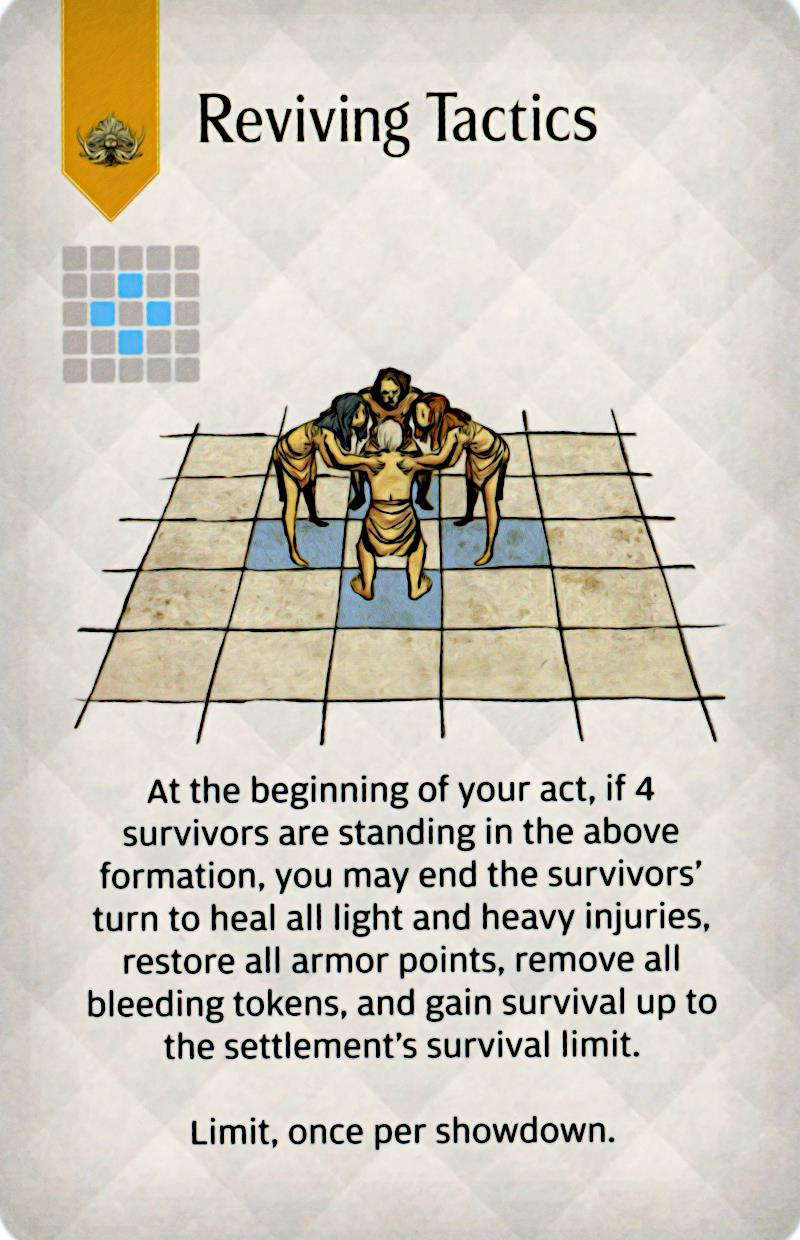 Reviving Tactics
At the beginning of your act, if 4
survivors are standing in the above
formation, you may end the survivors’
turn to heal all light and heavy injuries,
restore all armor points, remove all
bleeding tokens, and gain survival up to
the settlement’s survival limit.
Limit, once per showdown.